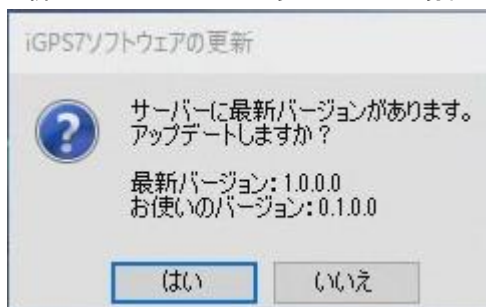 iGPS7ソフトウェアの更新
サーバーに最新バージョンがあります。
アップデートしますか？
最新バージョン：1.0.0.0
お使いのバージョン：0.1.0.0
はい
いいえ